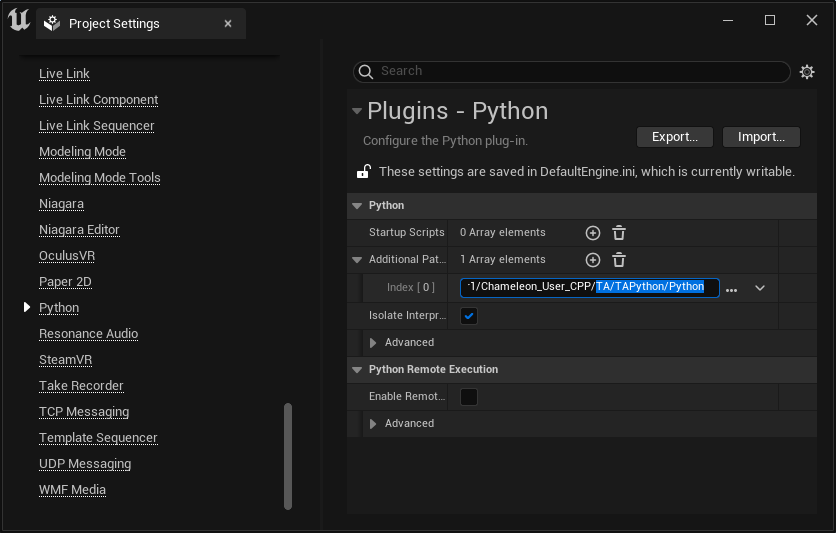 Project Settings
Live Link
Live Link Component
Live Link Sequencer
Modeling Mode
Modeling Mode Tools
Niagara
Niagara Editor
OculusVR
Paper 2D
Python
Resonance Audio
SteamVR
Take Recorder
TCP Messaging
Template Sequencer
UDP Messaging
WMF Media
Search
Plugins - Python
Configure the Python plug-in.
Export...
Import...
These settings are saved in DefaultEngine.ini, which is currently writable.
Python
Startup Scripts 0 Array elements
Additional Pat... 1 Array elements
Index [ 0 ] 1/Chameleon_User_CPP/TA/TAPython/Python
Isolate Interpr...
Advanced
Python Remote Execution
Enable Remot...
Advanced